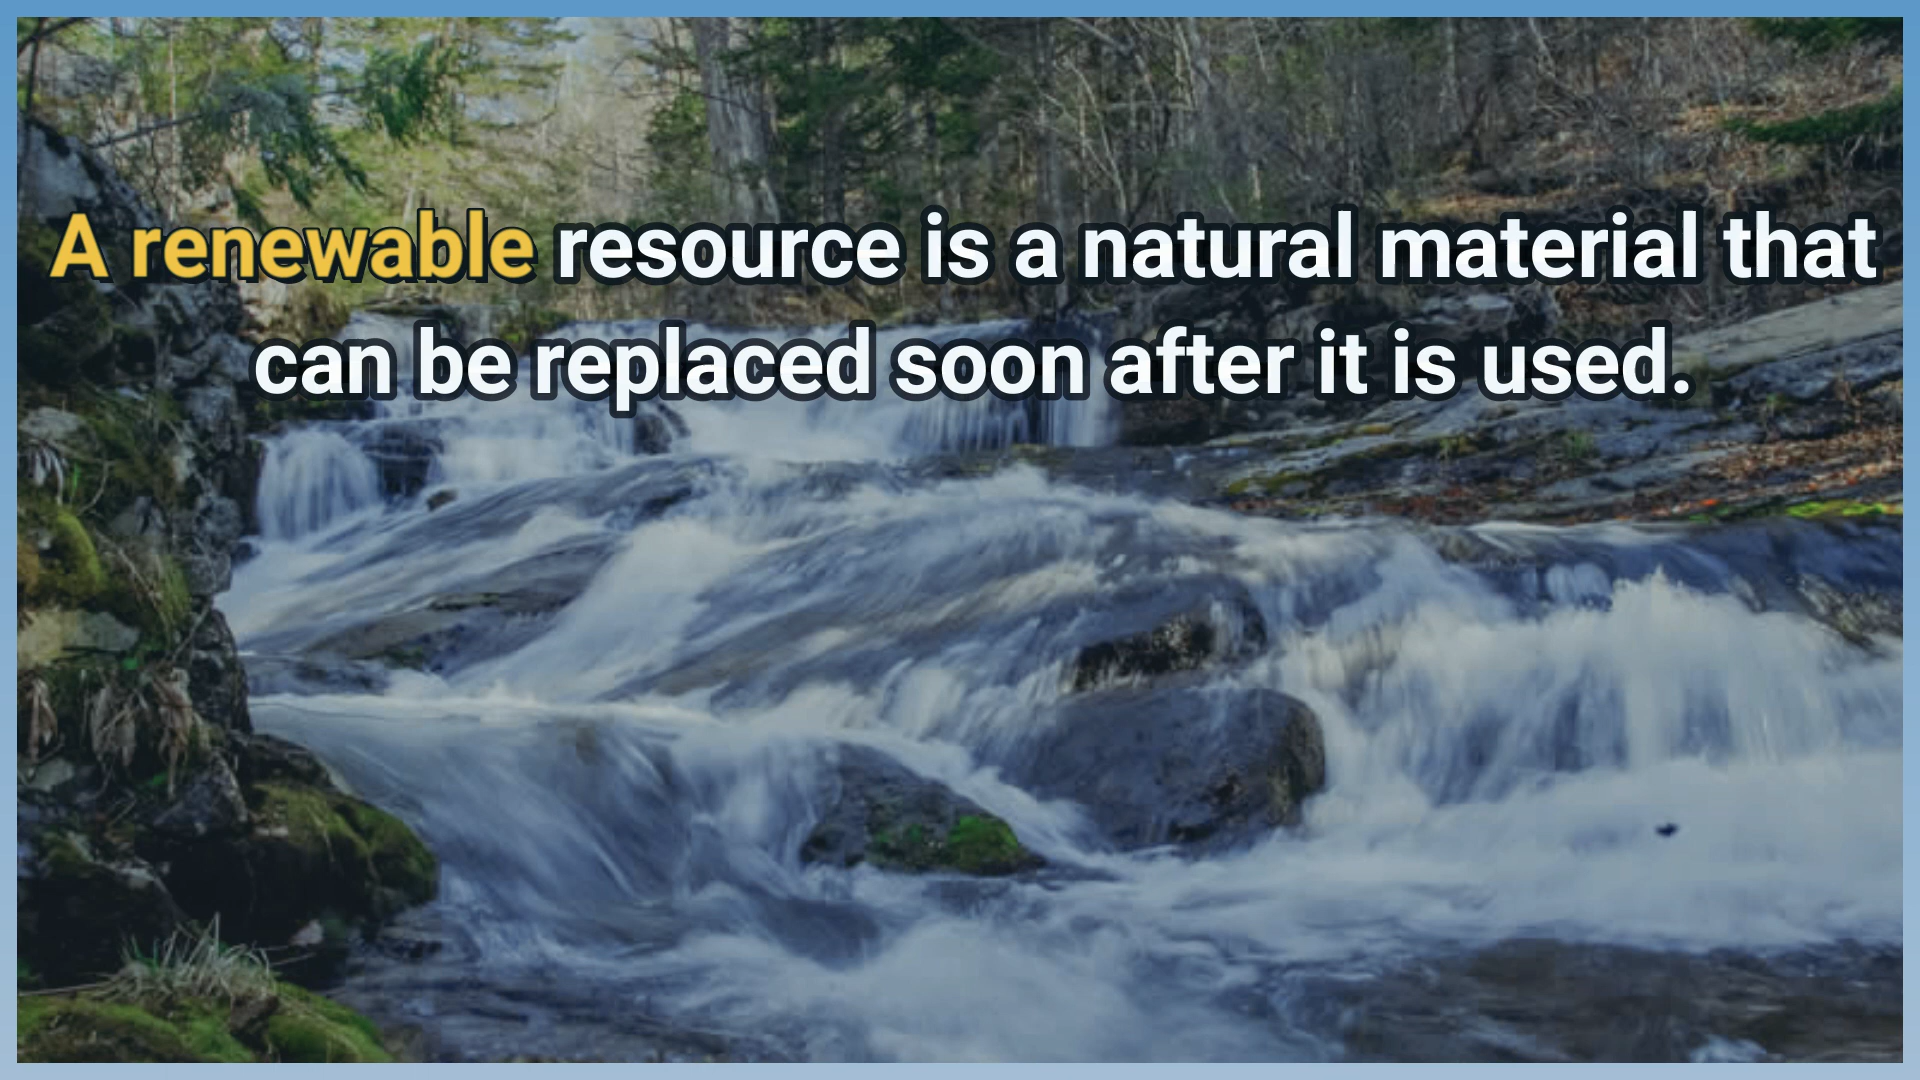 A renewable resource is a natural material that
can be replaced soon after it is used.